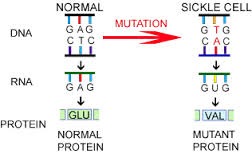 NORMAL
MUTATION
SICKLE CELL
DNA
G A G
C T C
G T G
C A C
RNA
G A G
G U G
PROTEIN
GLU
VAL
NORMAL
PROTEIN
MUTANT
PROTEIN